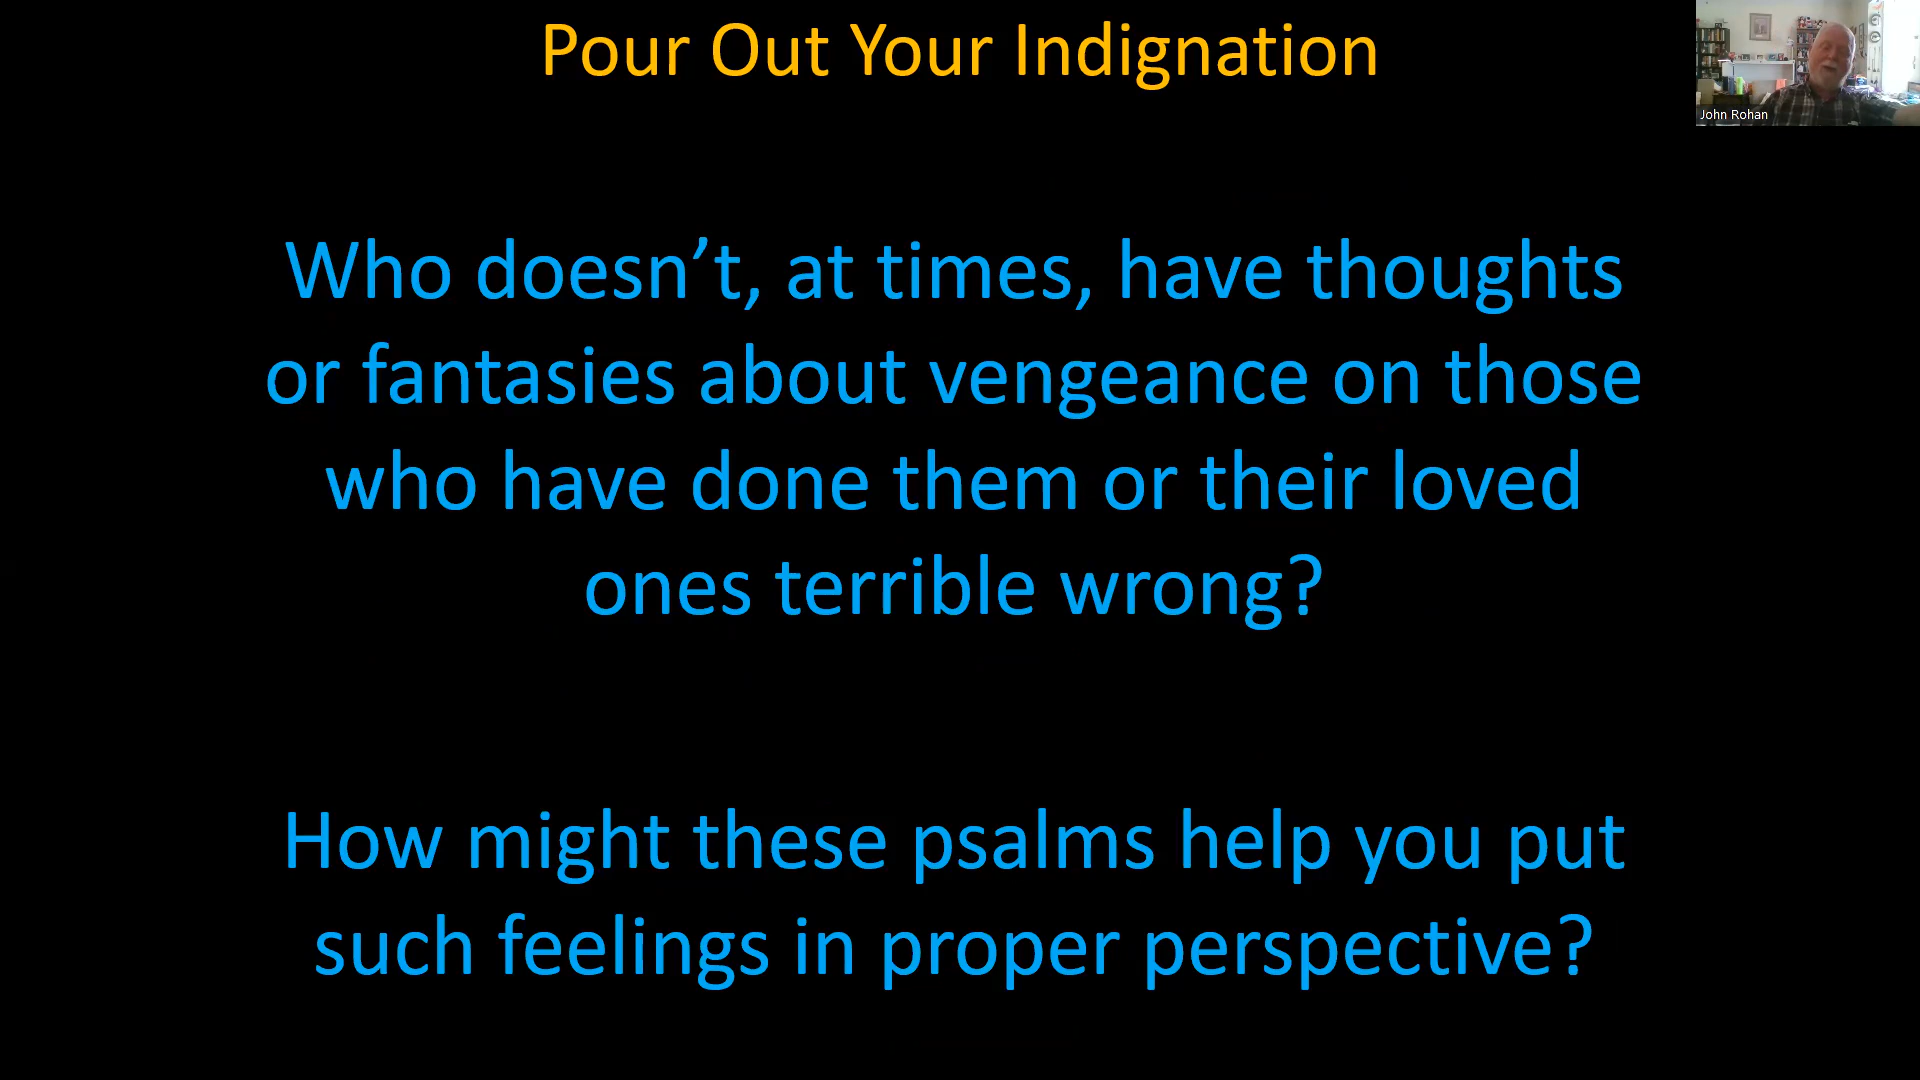 Pour Out Your Indignation
John Rohan
Who doesn’t, at times, have thoughts
or fantasies about vengeance on those
who have done them or their loved
ones terrible wrong?
How might these psalms help you put
such feelings in proper perspective?